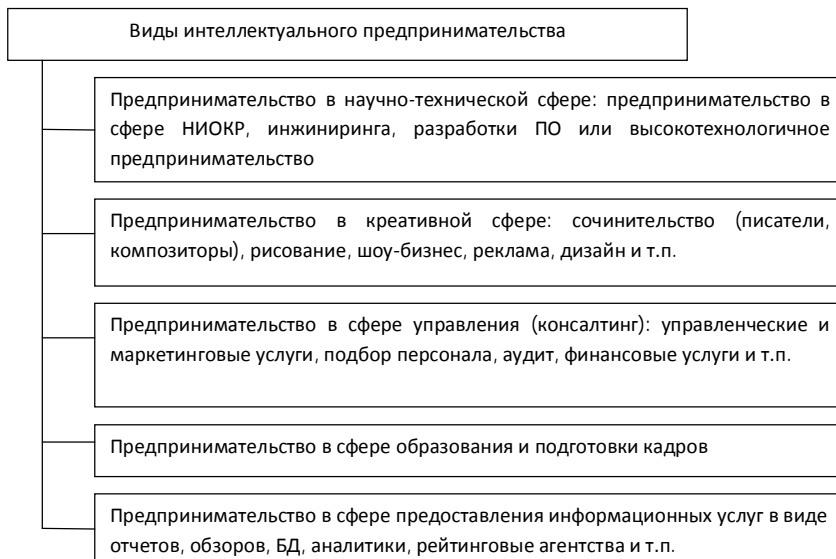 Виды интеллектуального предпринимательства
Предпринимательство в научно-технической сфере: предпринимательство в
сфере НИОКР, инжиниринга, разработки ПО или высокотехнологичное
предпринимательство
Предпринимательство в креативной сфере: сочинительство (писатели,
композиторы), рисование, шоу-бизнес, реклама, дизайн и т.п.
Предпринимательство в сфере управления (консалтинг): управленческие и
маркетинговые услуги, подбор персонала, аудит, финансовые услуги и т.п.
Предпринимательство в сфере образования и подготовки кадров
Предпринимательство в сфере предоставления информационных услуг в виде
отчетов, обзоров, БД, аналитики, рейтинговые агентства и т.п.